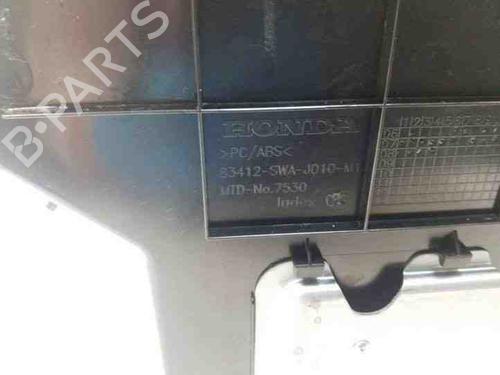 HONDA
>PC/ABS<
83412-SWA-J010-M1
MTD-No.7530
Index
B-PARTS